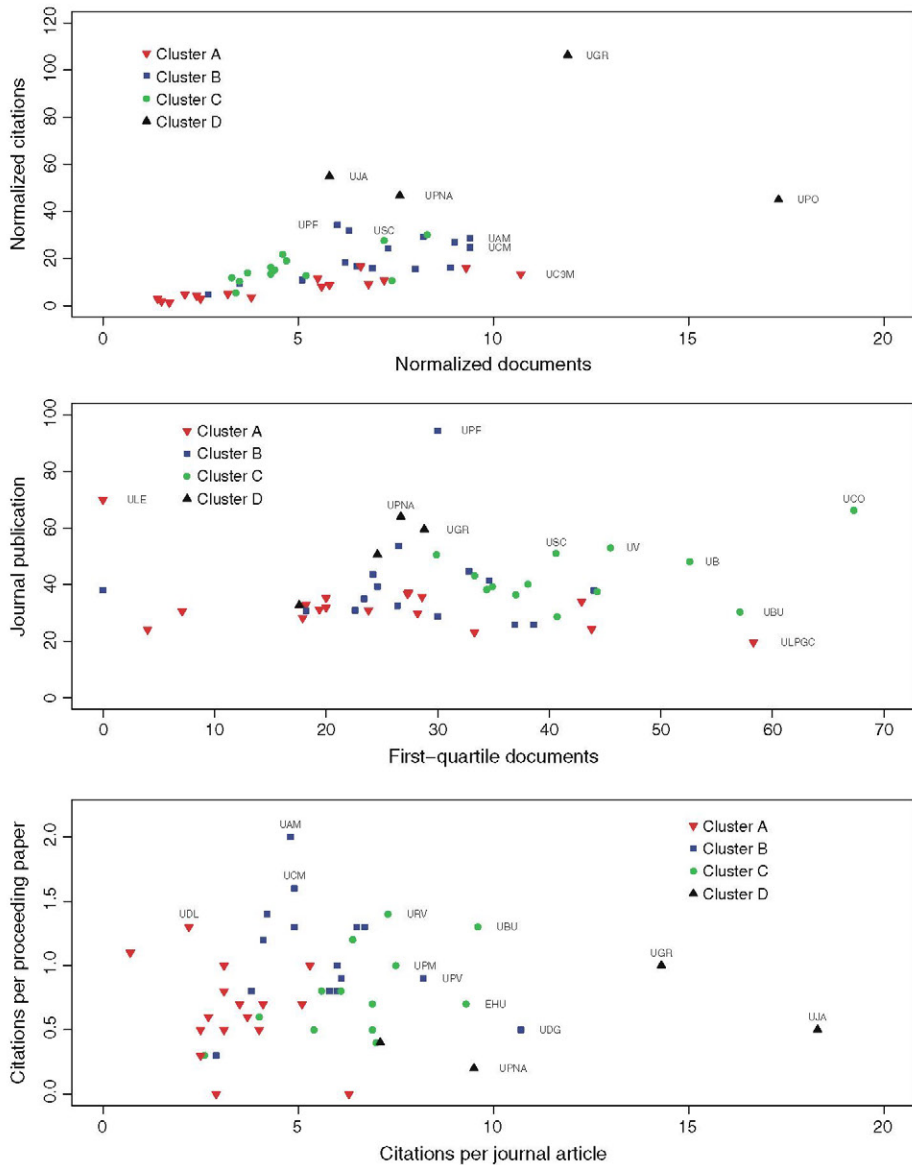 120
100
80
60
40
20
0
Normalized citations
Cluster A
Cluster B
Cluster C
Cluster D
UGR
UJA
UPNA
UPO
UPF
USC
UAM
UCM
UC3M
0 5 10 15 20
Normalized documents
100
80
60
40
20
0
Journal publication
Cluster A
Cluster B
Cluster C
Cluster D
UPF
ULE
UPNA
UGR
UCO
USC
UV
UB
UBU
ULPGC
0 10 20 30 40 50 60 70
First-quartile documents
2.0
1.5
1.0
0.5
0.0
Citations per proceeding paper
UAM
Cluster A
Cluster B
Cluster C
Cluster D
UCM
UDL
URV
UBU
UPM
UPV
UGR
EHU
UDG
UJA
UPNA
0 5 10 15 20
Citations per journal article